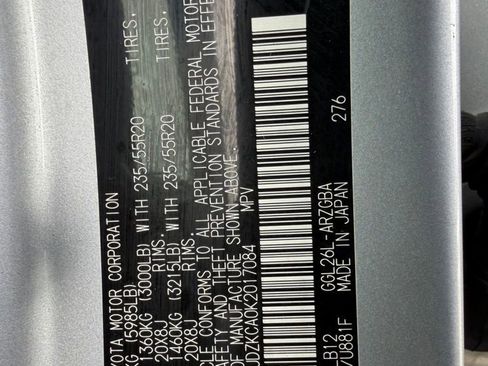 OYOTA MOTOR CORPORATION
KG (5985LB)
1360KG (3000LB) WITH 235/55R20 TIRES,
20X8J RIMS,
1460KG (3215LB) WITH 235/55R20 TIRES,
20X8J RIMS,
CLE CONFORMS TO ALL APPLICABLE FEDERAL MOTOR
SAFETY AND THEFT PREVENTION STANDARDS IN EFFE
OF MANUFACTURE SHOWN ABOVE.
DZKCA0K2017084 MPV
GGL26L-ARZGBA 276
B12 MADE IN JAPAN
7U881F